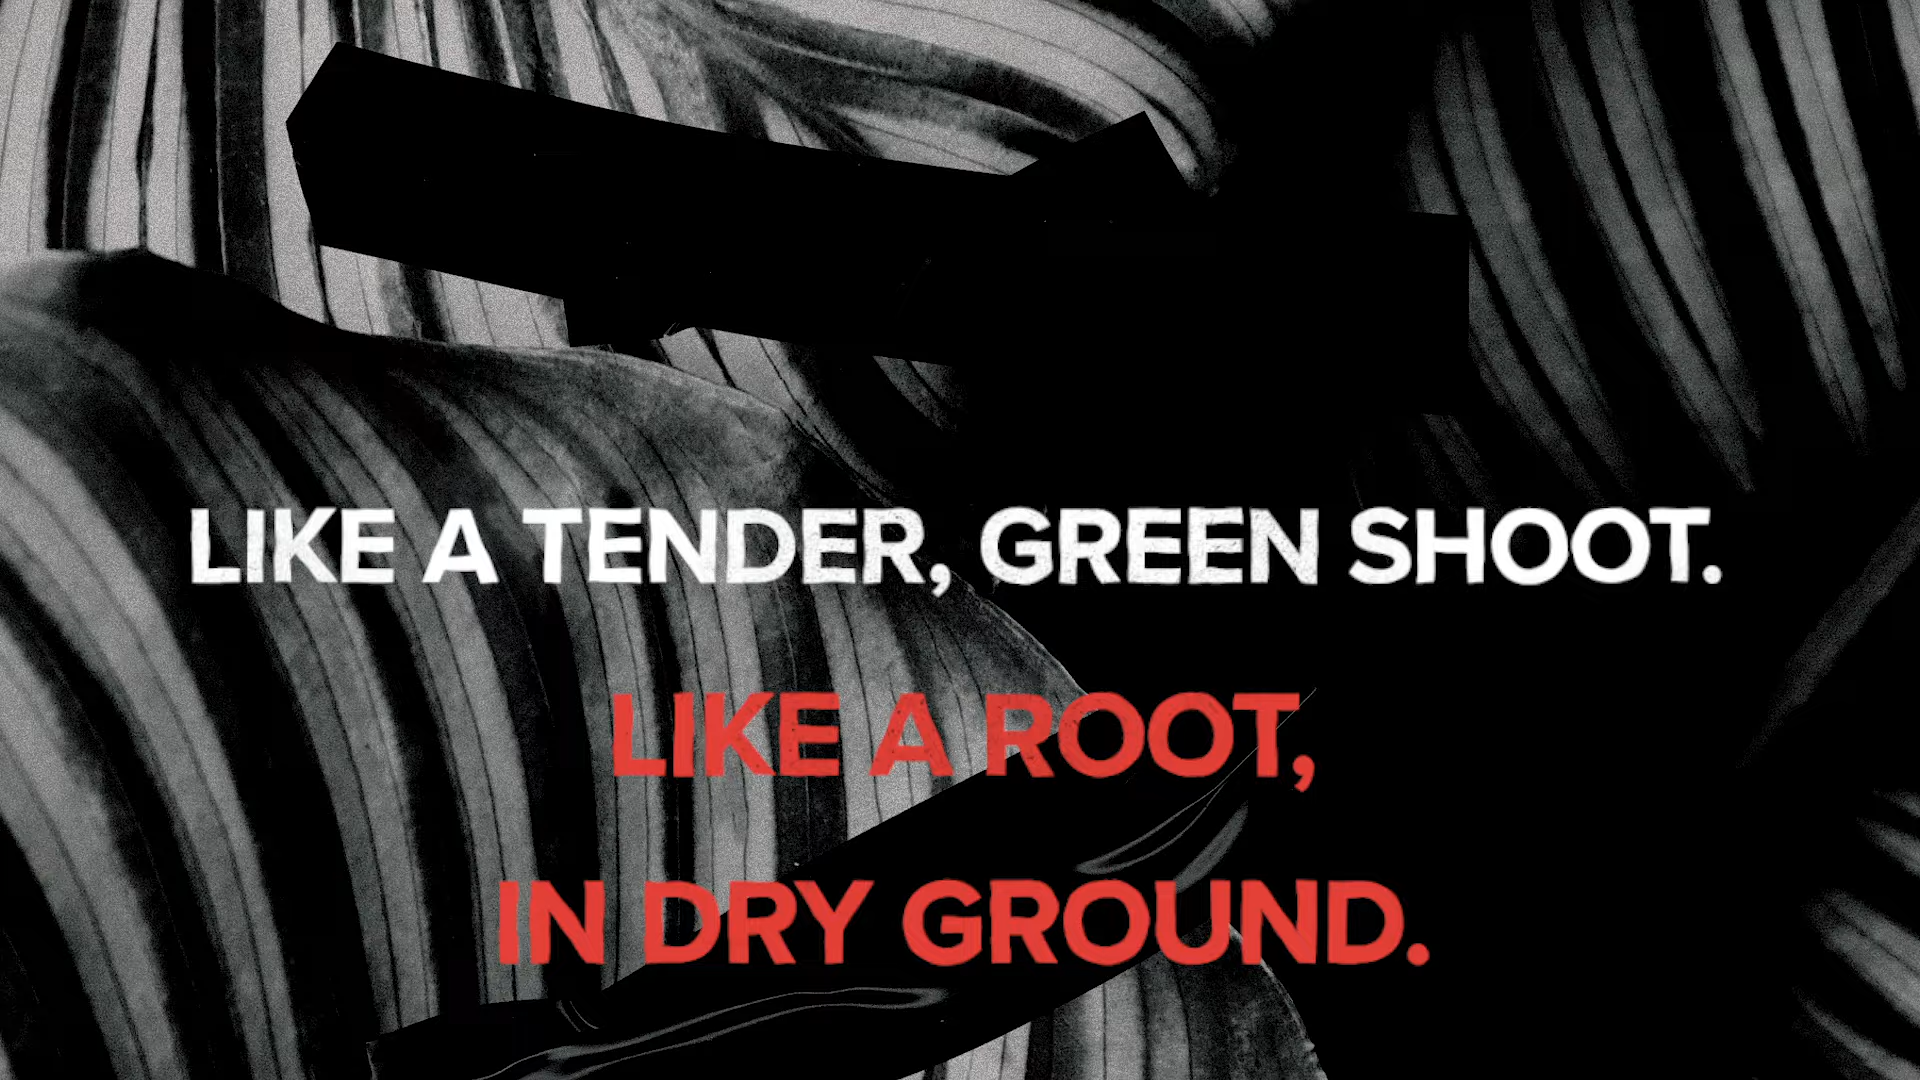 LIKE A TENDER, GREEN SHOOT.
LIKE A ROOT,
IN DRY GROUND.